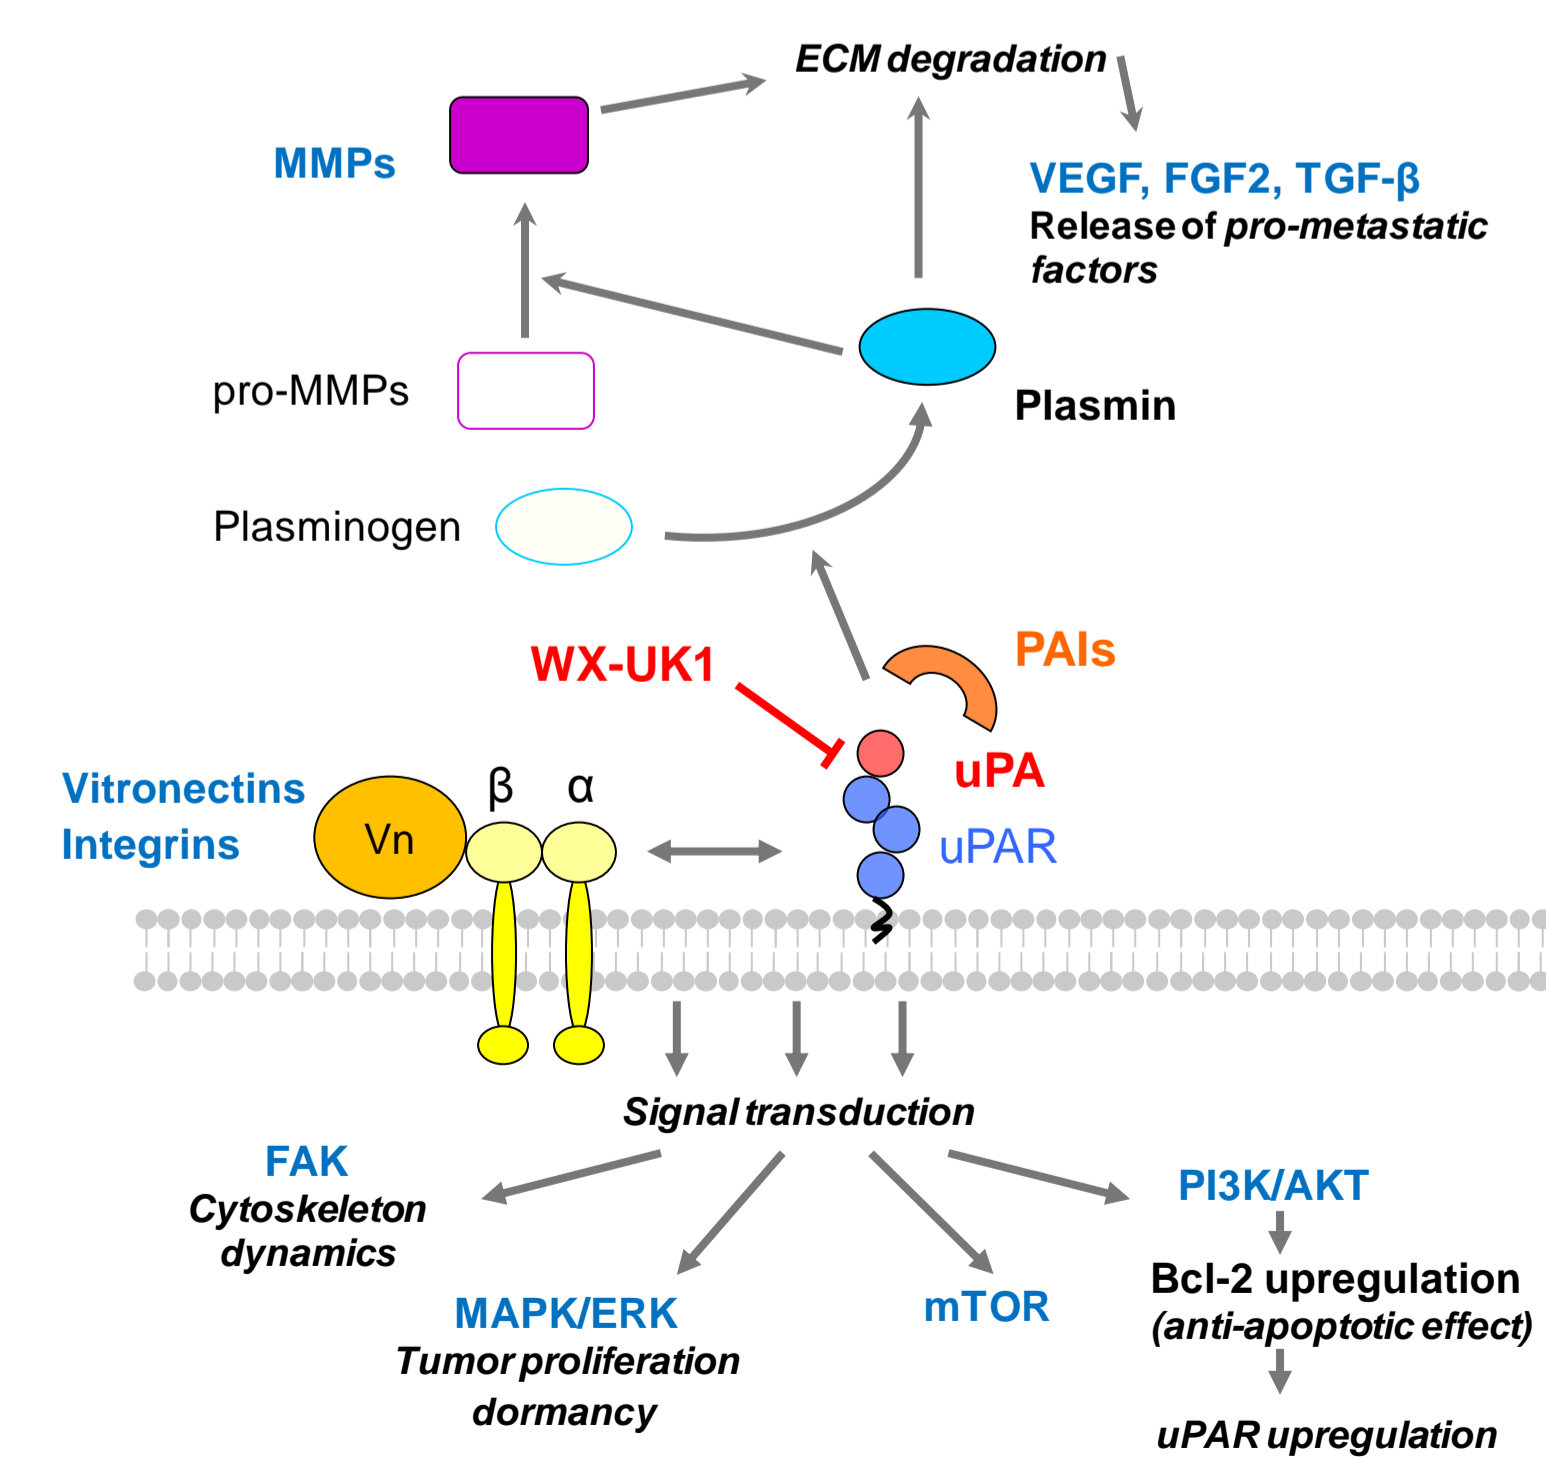 ECM degradation
MMPs
VEGF, FGF2, TGF-β
Release of pro-metastatic
factors
pro-MMPs
Plasmin
Plasminogen
WX-UK1
PAIs
uPA
uPAR
Vitronectins
Integrins
Vn
β
α
Signal transduction
FAK
Cytoskeleton
dynamics
MAPK/ERK
Tumor proliferation
dormancy
mTOR
PI3K/AKT
Bcl-2 upregulation
(anti-apoptotic effect)
uPAR upregulation